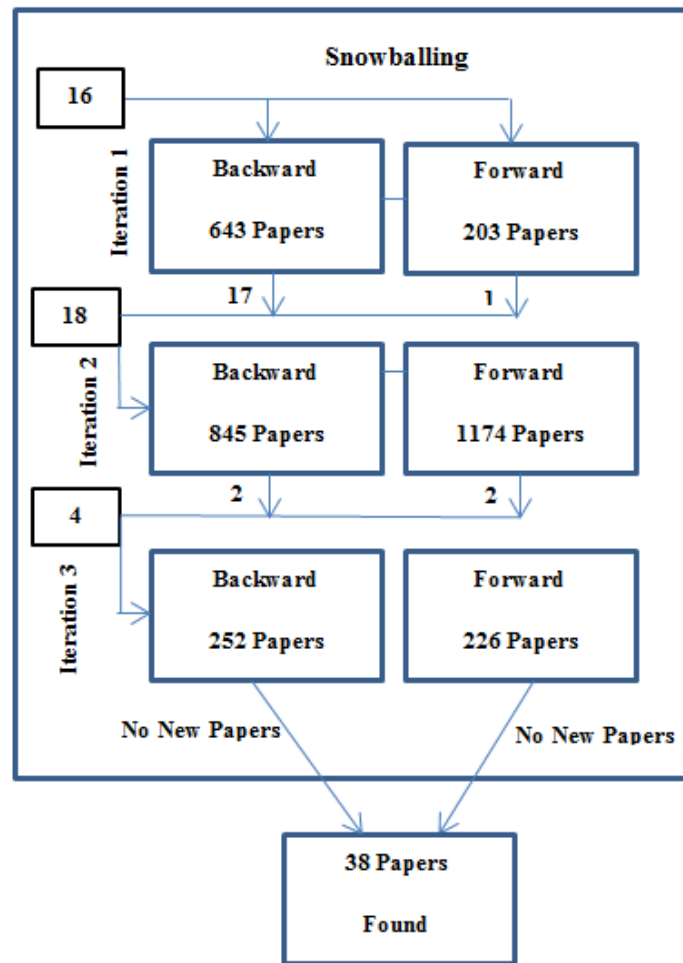 Snowballing
16
Iteration 1
Backward
643 Papers
Forward
203 Papers
17
1
18
Iteration 2
Backward
845 Papers
Forward
1174 Papers
2
2
4
Iteration 3
Backward
252 Papers
Forward
226 Papers
No New Papers
No New Papers
38 Papers
Found